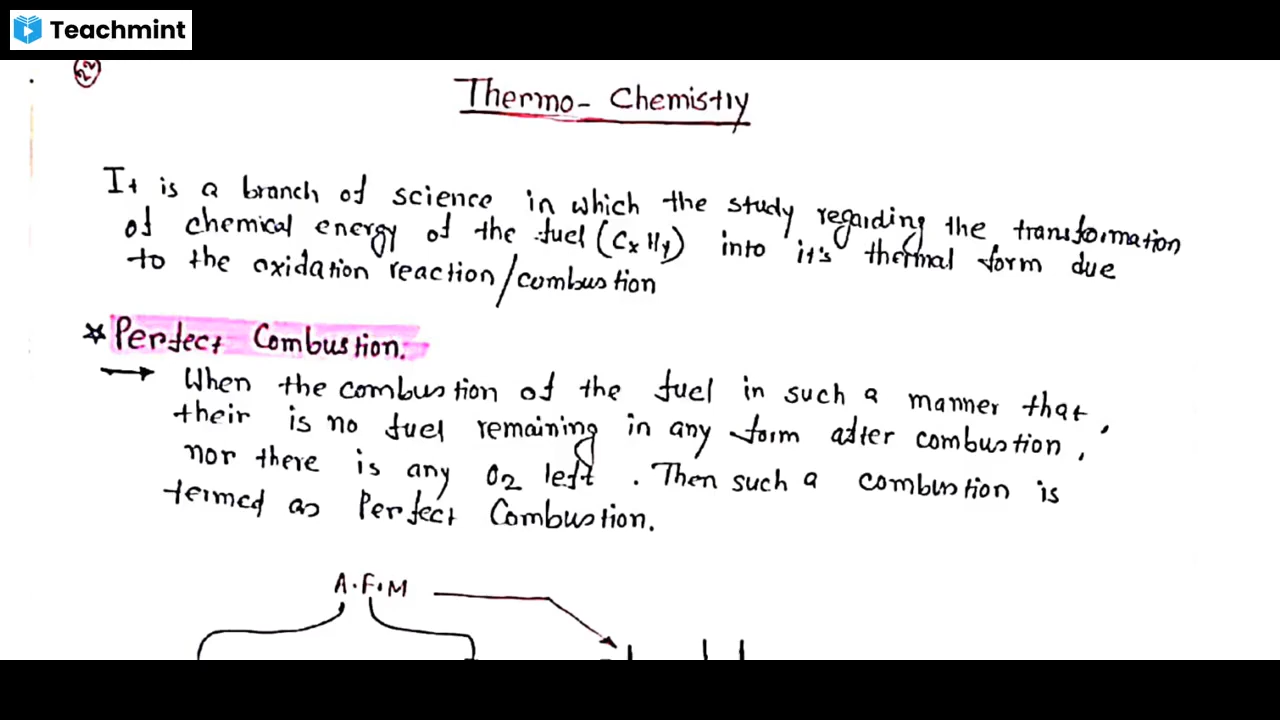 Teachmint
22
Thermo- Chemistry
It is a branch of science in which the study regarding the transformation
of chemical energy of the fuel (CxHy) into it's thermal form due
to the oxidation reaction/combustion
* Perfect Combustion.
→ When the combustion of the fuel in such a manner that,
their is no fuel remaining in any form after combustion,
nor there is any O2 left. Then such a combustion is
termed as Perfect Combustion.
A.F.M